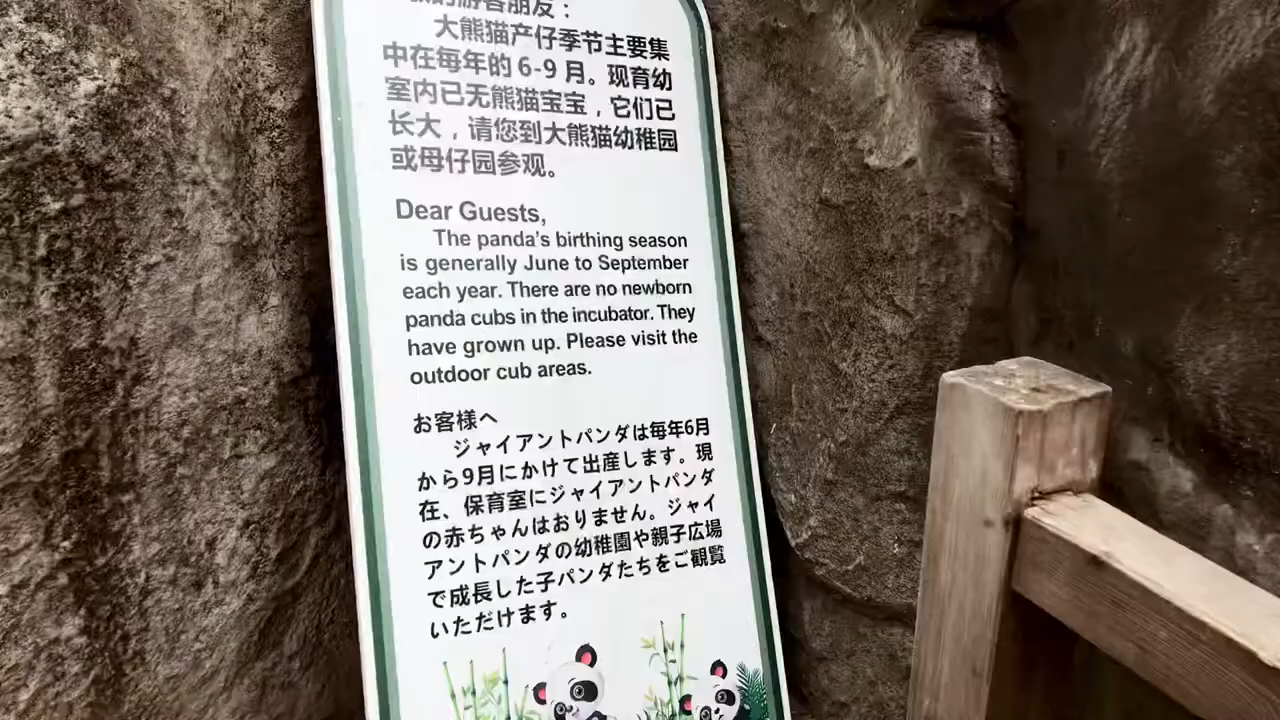 的游客朋友：
大熊猫产仔季节主要集
中在每年的 6-9 月。现育幼
室内已无熊猫宝宝，它们已
长大，请您到大熊猫幼稚园
或母仔园参观。
Dear Guests,
The panda's birthing season
is generally June to September
each year. There are no newborn
panda cubs in the incubator. They
have grown up. Please visit the
outdoor cub areas.
お客様へ
ジャイアントパンダは毎年6月
から9月にかけて出産します。現
在、保育室にジャイアントパンダ
の赤ちゃんはおりません。ジャイ
アントパンダの幼稚園や親子広場
で成長した子パンダたちをご観覧
いただけます。